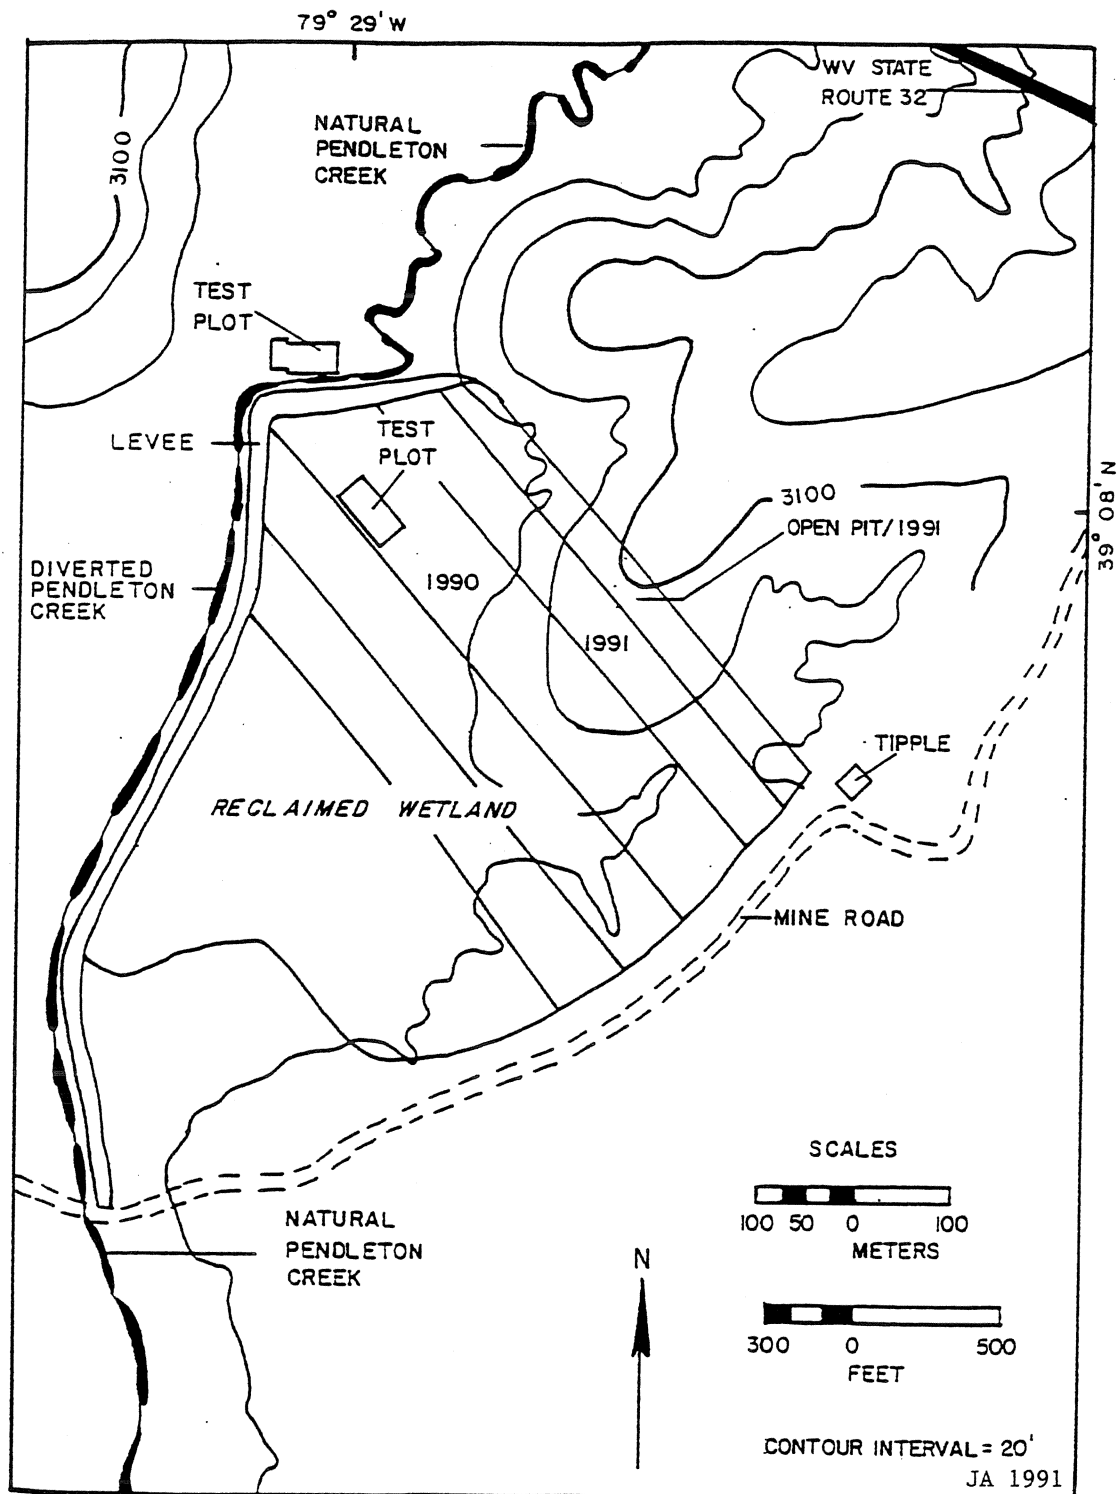 79° 29' W
WV STATE
ROUTE 32
NATURAL
PENDLETON
CREEK
3100
TEST
PLOT
LEVEE
TEST
PLOT
39° 08' N
3100
OPEN PIT/1991
DIVERTED
PENDLETON
CREEK
1990
1991
TIPPLE
RECLAIMED WETLAND
MINE ROAD
SCALES
100 50 0 100
METERS
NATURAL
PENDLETON
CREEK
N
300 0 500
FEET
CONTOUR INTERVAL = 20'
JA 1991